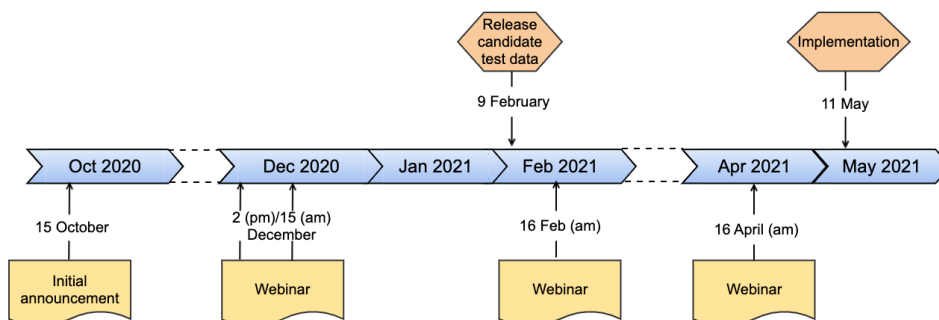 Release
candidate
test data
Implementation
9 February
11 May
Oct 2020
Dec 2020
Jan 2021
Feb 2021
Apr 2021
May 2021
15 October
2 (pm)/15 (am)
December
16 Feb (am)
16 April (am)
Initial
announcement
Webinar
Webinar
Webinar